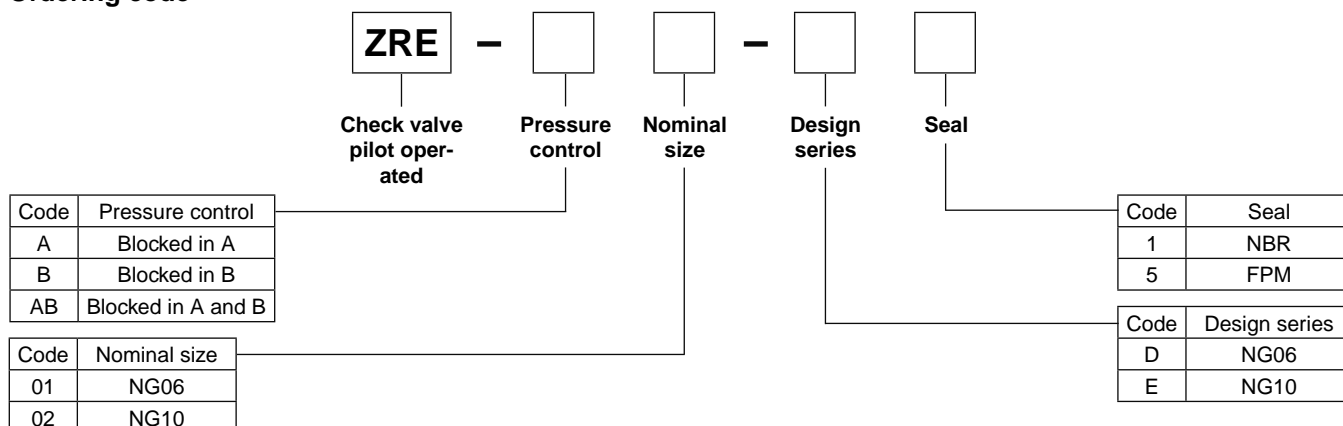 ZRE – –
Check valve
pilot oper-
ated
Pressure
control
Nominal
size
Design
series
Seal
Code Pressure control
A Blocked in A
B Blocked in B
AB Blocked in A and B
Code Nominal size
01 NG06
02 NG10
Code Seal
1 NBR
5 FPM
Code Design series
D NG06
E NG10